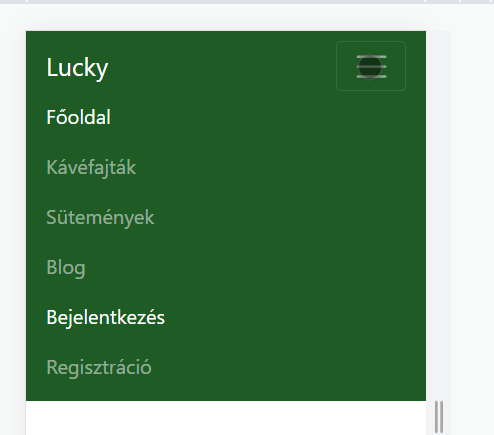 Lucky
Főoldal
Kávéfajták
Sütemények
Blog
Bejelentkezés
Regisztráció